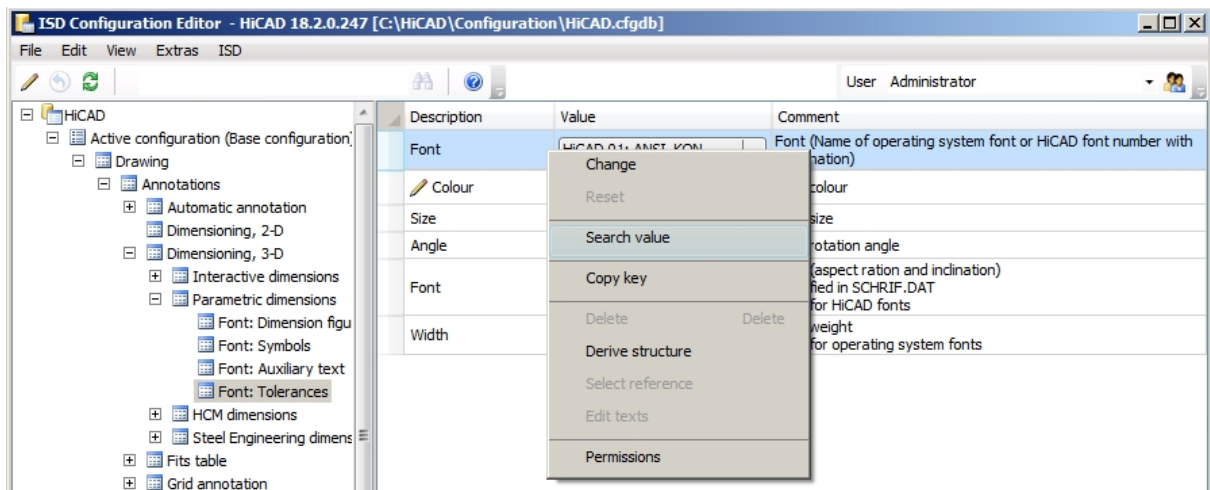 ISD Configuration Editor - HiCAD 18.2.0.247 [C:\HiCAD\Configuration\HiCAD.cfgdb]
File Edit View Extras ISD
User Administrator
HiCAD
Active configuration (Base configuration)
Drawing
Annotations
Automatic annotation
Dimensioning, 2-D
Dimensioning, 3-D
Interactive dimensions
Parametric dimensions
Font: Dimension figu
Font: Symbols
Font: Auxiliary text
Font: Tolerances
HCM dimensions
Steel Engineering dimens
Fits table
Grid annotation
Description Value Comment
Font HiCAD 01: ANSI_KON Font (Name of operating system font or HiCAD font number with
nation)
Colour colour
Size size
Angle rotation angle
Font (aspect ration and inclination)
fied in SCHRIF.DAT
for HiCAD fonts
Width weight
for operating system fonts
Change
Reset
Search value
Copy key
Delete Delete
Derive structure
Select reference
Edit texts
Permissions